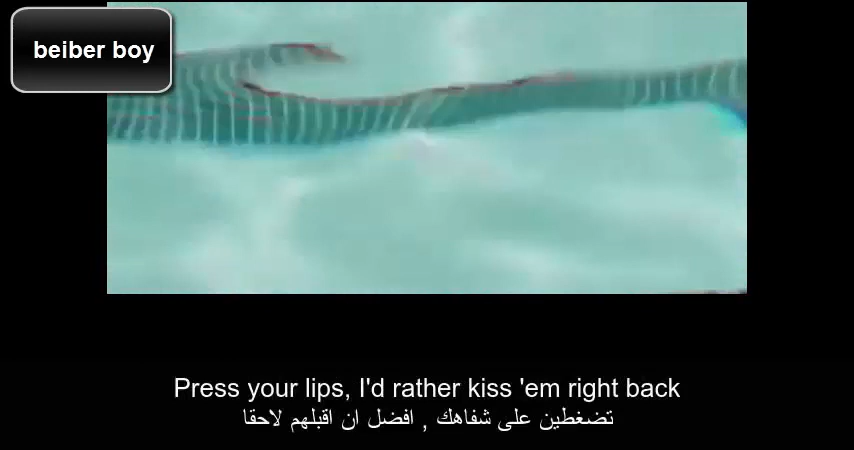 beiber boy
Press your lips, I'd rather kiss 'em right back
تضغطين على شفاهك , افضل ان اقبلهم لاحقا